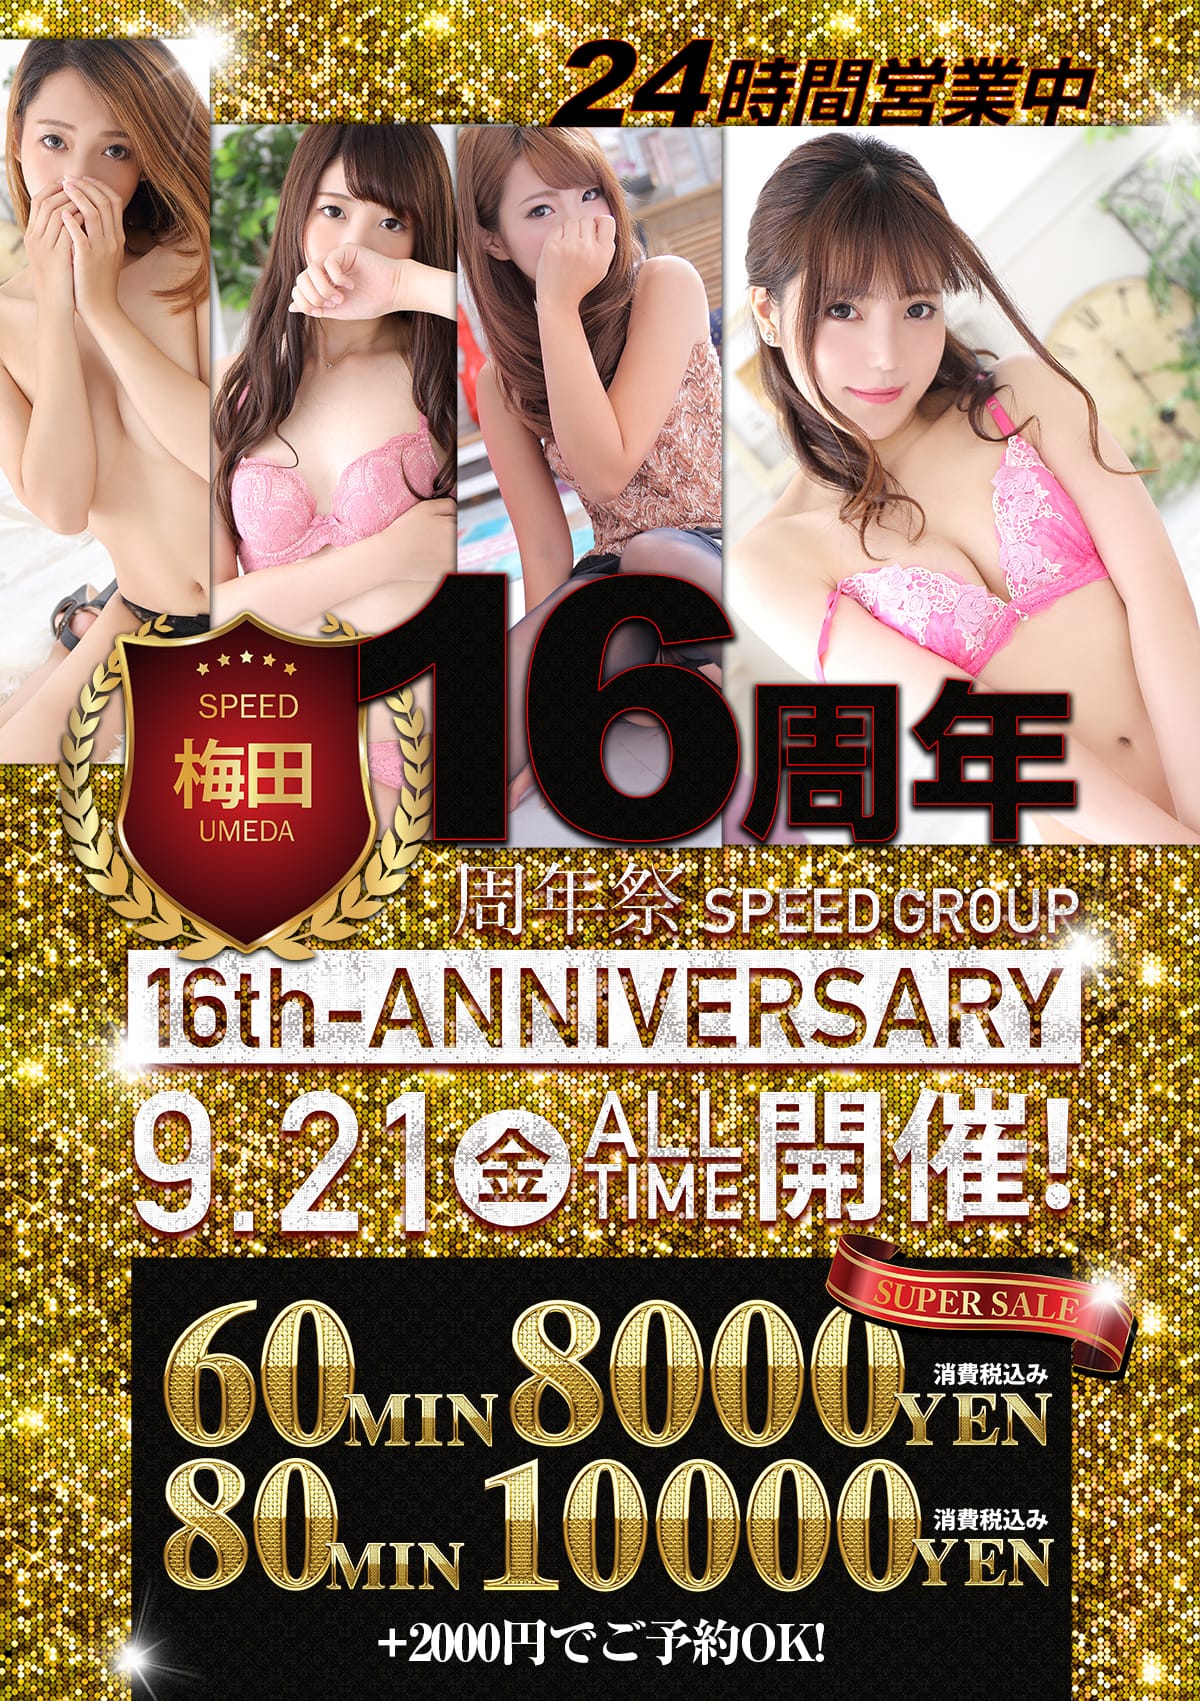 24時間営業中
SPEED
梅田
UMEDA
16周年
周年祭 SPEED GROUP
16th-ANNIVERSARY
9.21金 ALL TIME 開催!
SUPER SALE
60MIN 8000YEN 消費税込み
80MIN 10000YEN 消費税込み
+2000円でご予約OK!